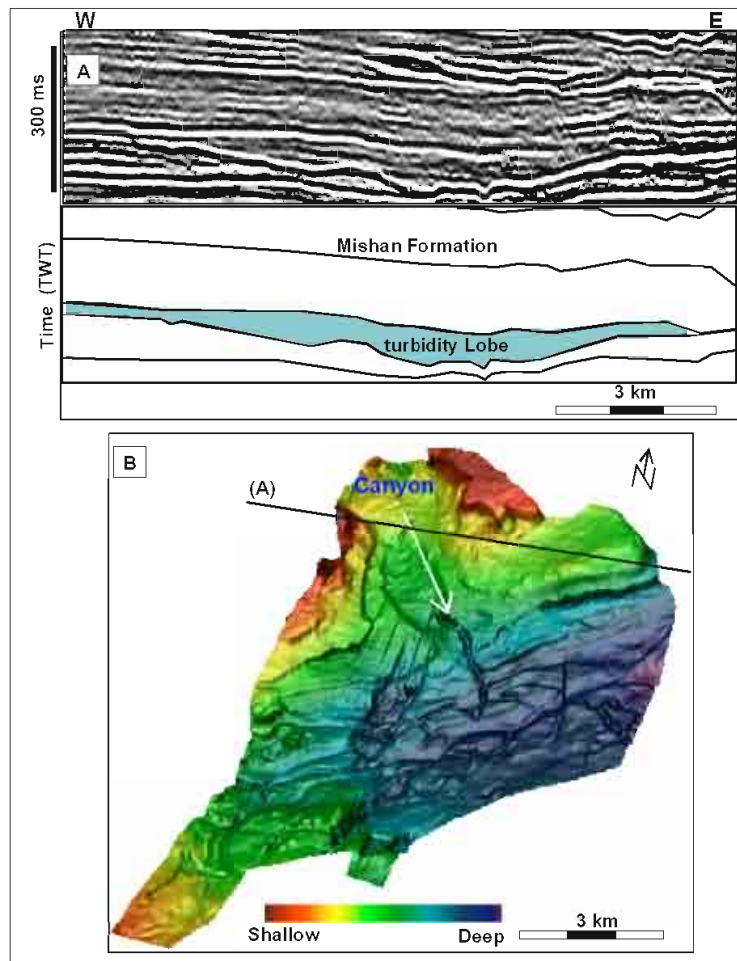 W E
A
300 ms
Time (TWT)
Mishan Formation
turbidity Lobe
3 km
B
N
Canyon
(A)
3 km
Shallow Deep